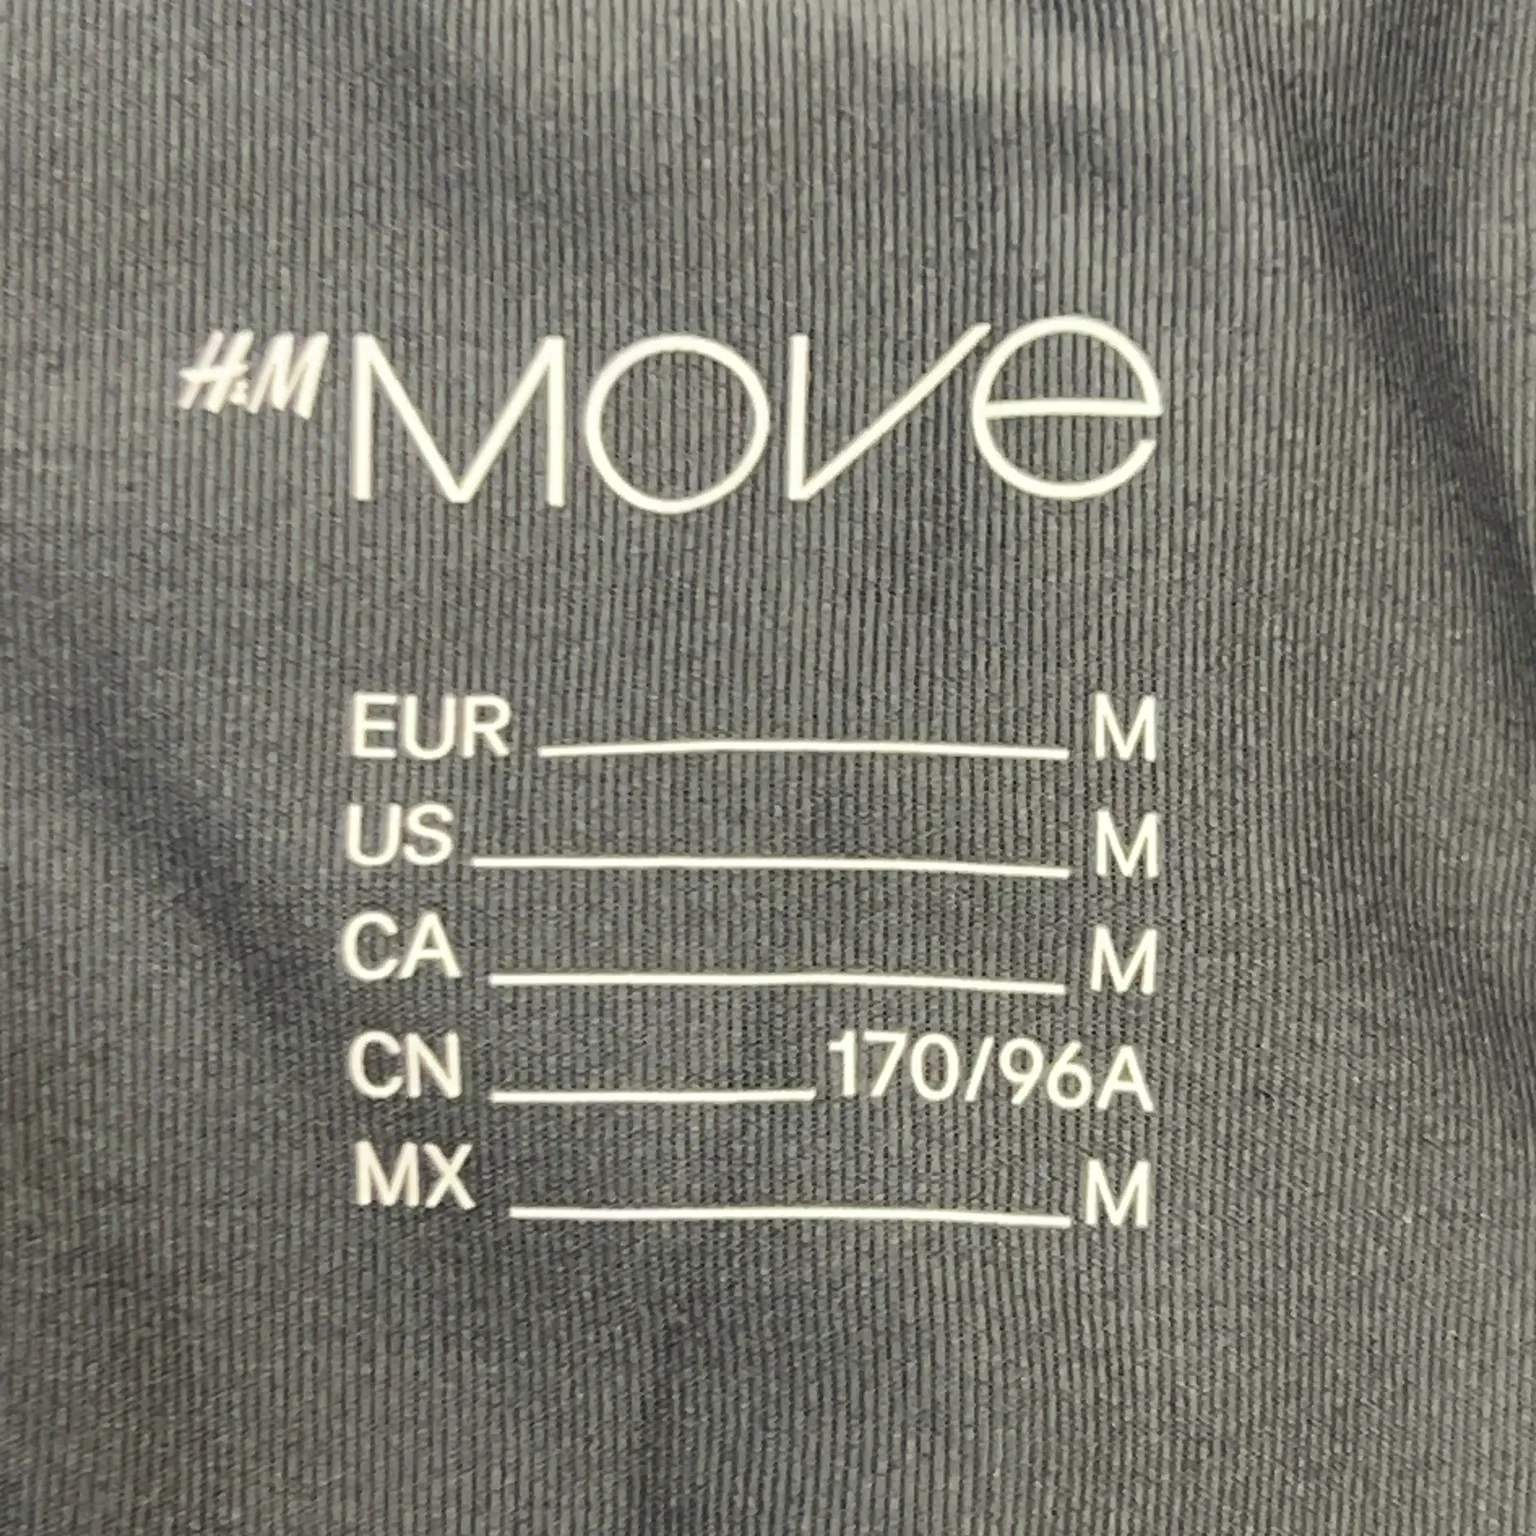 H&M MOVe
EUR M
US M
CA M
CN 170/96A
MX M